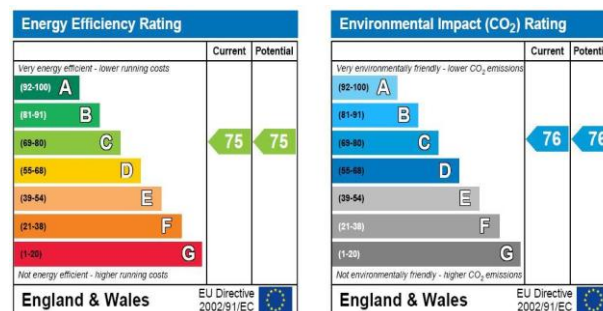 Energy Efficiency Rating
Current Potential
Very energy efficient - lower running costs
(92-100) A
(81-91) B
(69-80) C 75 75
(55-68) D
(39-54) E
(21-38) F
(1-20) G
Not energy efficient - higher running costs
England & Wales EU Directive 2002/91/EC
Environmental Impact (CO₂) Rating
Current Potenti
Very environmentally friendly - lower CO₂ emissions
(92-100) A
(81-91) B
(69-80) C 76 76
(55-68) D
(39-54) E
(21-38) F
(1-20) G
Not environmentally friendly - higher CO₂ emissions
England & Wales EU Directive 2002/91/EC